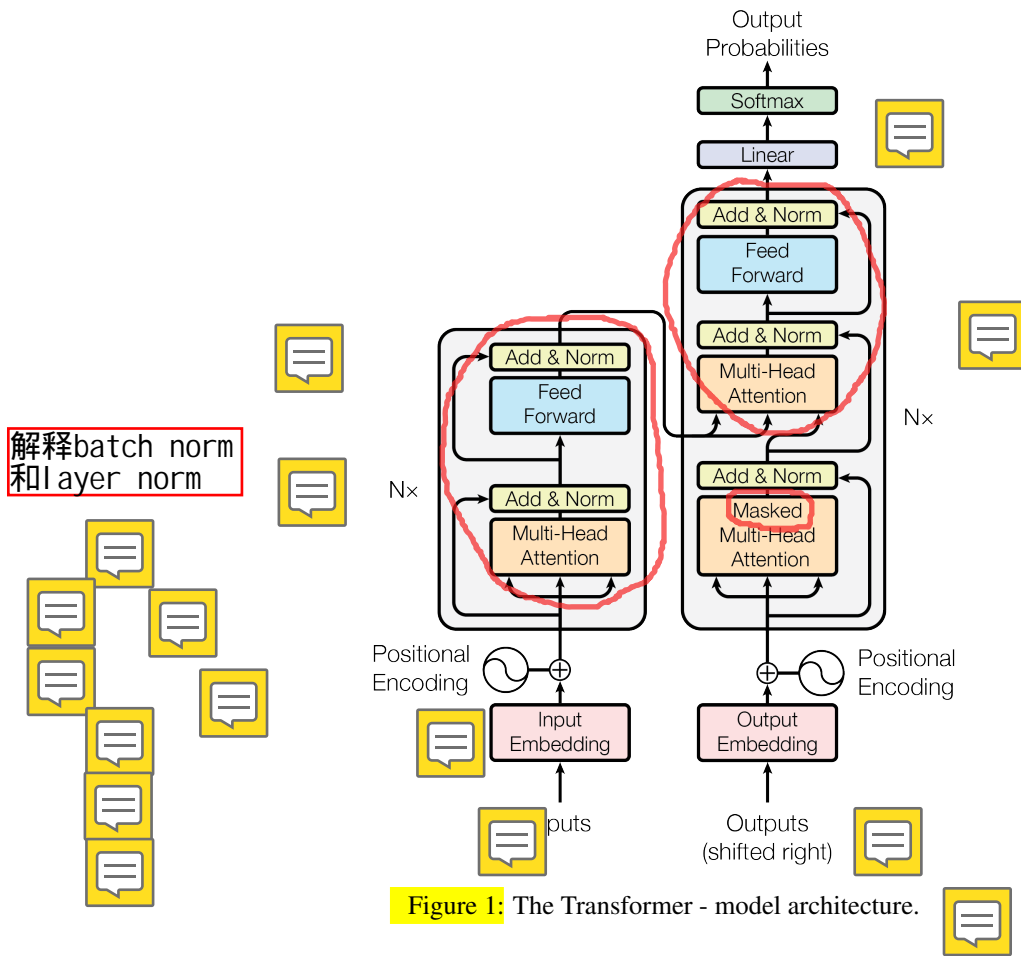 Output
Probabilities
Softmax
Linear
Add & Norm
Feed
Forward
Add & Norm
Multi-Head
Attention
N×
Add & Norm
Masked
Multi-Head
Attention
Add & Norm
Feed
Forward
N×
Add & Norm
Multi-Head
Attention
解释batch norm
和layer norm
Positional
Encoding
Positional
Encoding
Input
Embedding
Output
Embedding
puts
Outputs
(shifted right)
Figure 1: The Transformer - model architecture.